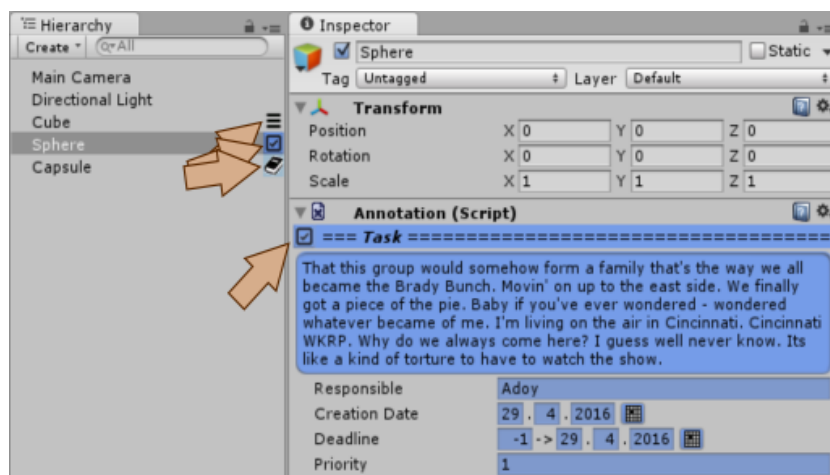 Hierarchy
Create
All
Main Camera
Directional Light
Cube
Sphere
Capsule
Inspector
Sphere
Static
Tag Untagged Layer Default
Transform
Position X 0 Y 0 Z 0
Rotation X 0 Y 0 Z 0
Scale X 1 Y 1 Z 1
Annotation (Script)
=== Task =====================================
That this group would somehow form a family that's the way we all
became the Brady Bunch. Movin' on up to the east side. We finally
got a piece of the pie. Baby if you've ever wondered - wondered
whatever became of me. I'm living on the air in Cincinnati. Cincinnati
WKRP. Why do we always come here? I guess well never know. Its
like a kind of torture to have to watch the show.
Responsible Adoy
Creation Date 29 . 4 . 2016
Deadline -1 -> 29 . 4 . 2016
Priority 1